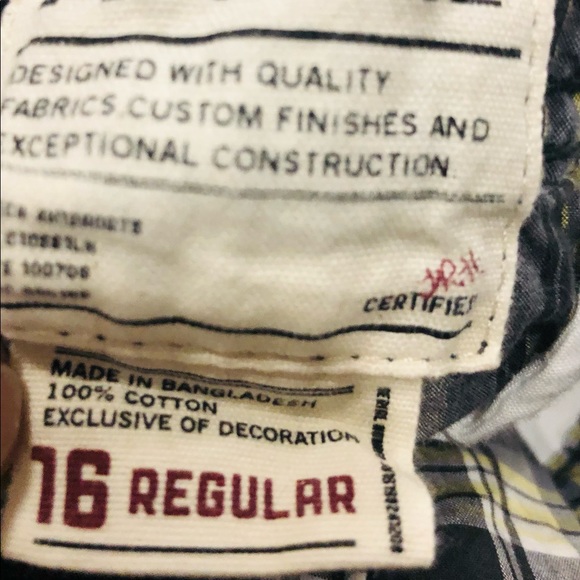 DESIGNED WITH QUALITY
FABRICS. CUSTOM FINISHES AND
EXCEPTIONAL CONSTRUCTION.
100708
CERTIFIED
MADE IN BANGLADESH
100% COTTON
EXCLUSIVE OF DECORATION
16 REGULAR